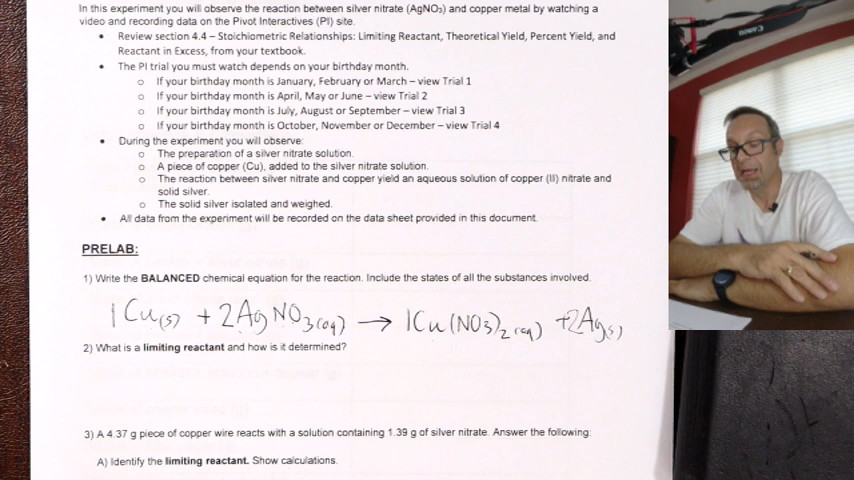 In this experiment you will observe the reaction between silver nitrate (AgNO₃) and copper metal by watching a
video and recording data on the Pivot Interactives (PI) site.
• Review section 4.4 – Stoichiometric Relationships: Limiting Reactant, Theoretical Yield, Percent Yield, and
Reactant in Excess, from your textbook.
• The PI trial you must watch depends on your birthday month.
o If your birthday month is January, February or March – view Trial 1
o If your birthday month is April, May or June – view Trial 2
o If your birthday month is July, August or September – view Trial 3
o If your birthday month is October, November or December – view Trial 4
• During the experiment you will observe:
o The preparation of a silver nitrate solution.
o A piece of copper (Cu), added to the silver nitrate solution.
o The reaction between silver nitrate and copper yield an aqueous solution of copper (II) nitrate and
solid silver.
o The solid silver isolated and weighed.
• All data from the experiment will be recorded on the data sheet provided in this document.
PRELAB:
1) Write the BALANCED chemical equation for the reaction. Include the states of all the substances involved.
1Cu(s) + 2AgNO₃(aq) → 1Cu(NO₃)₂(aq) + 2Ag(s)
2) What is a limiting reactant and how is it determined?
3) A 4.37 g piece of copper wire reacts with a solution containing 1.39 g of silver nitrate. Answer the following:
A) Identify the limiting reactant. Show calculations.
Canon